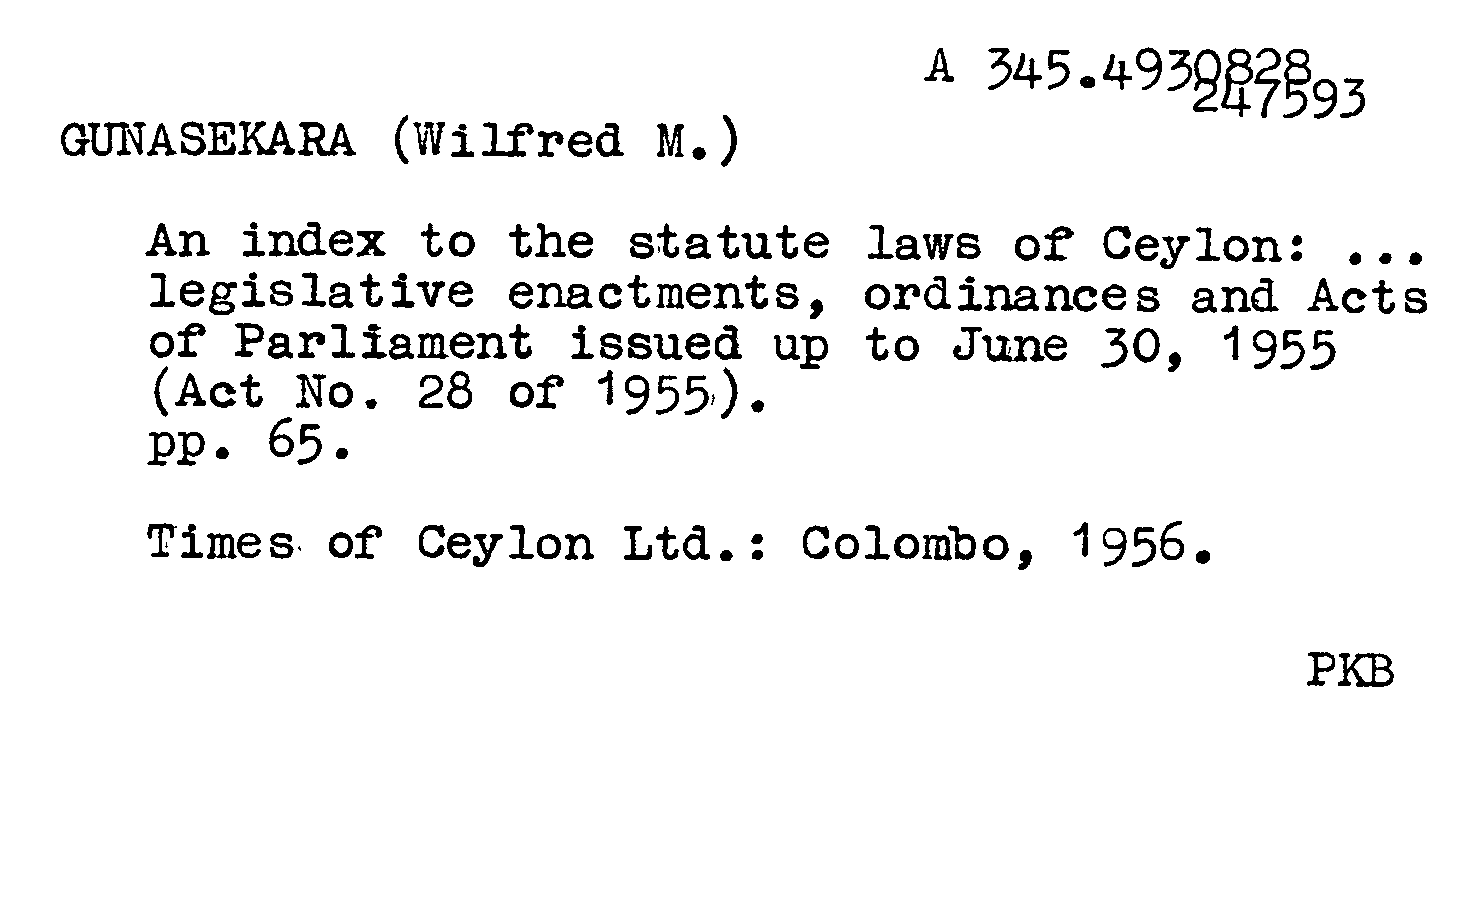 A 345.4930828
247593
GUNASEKARA (Wilfred M.)
An index to the statute laws of Ceylon: ...
legislative enactments, ordinances and Acts
of Parliament issued up to June 30, 1955
(Act No. 28 of 1955).
pp. 65.
Times of Ceylon Ltd.: Colombo, 1956.
PKB